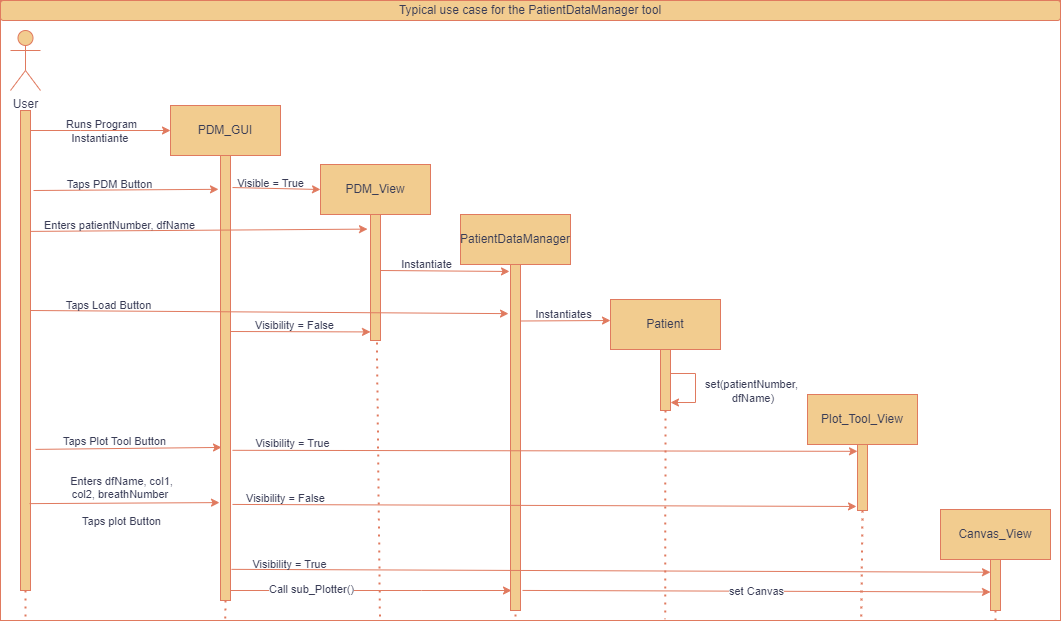 Typical use case for the PatientDataManager tool
User
Runs Program
Instantiante
PDM_GUI
Taps PDM Button
Visible = True
PDM_View
Enters patientNumber, dfName
PatientDataManager
Instantiate
Taps Load Button
Instantiates
Patient
Visibility = False
set(patientNumber,
dfName)
Plot_Tool_View
Taps Plot Tool Button
Visibility = True
Enters dfName, col1,
col2, breathNumber
Visibility = False
Taps plot Button
Canvas_View
Visibility = True
Call sub_Plotter()
set Canvas